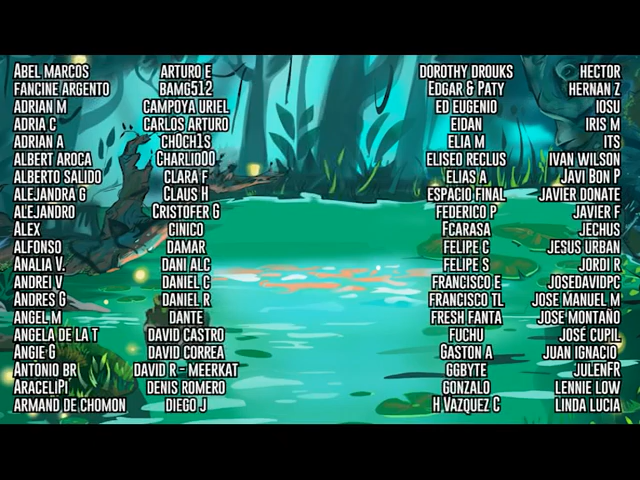 Abel marcos
fancine argento
adrian m
adria c
adrian a
albert aroca
alberto salido
alejandra g
alejandro
Alex
alfonso
Analia V.
andrei v
Andres G
angel m
angela de la t
Angie G
Antonio br
AraceliPi
armand de chomon
arturo e
bamg512
campoya uriel
carlos arturo
ch0ch1s
Charlio00
clara f
Claus H
Cristofer G
cinico
damar
dani alc
daniel c
daniel r
dante
david castro
david correa
david r - meerkat
denis romero
diego j
dorothy drouks
Edgar & Paty
ed eugenio
eidan
elia m
eliseo reclus
elias a
espacio final
federico p
Fcarasa
felipe c
felipe s
francisco e
francisco tl
fresh fanta
fuchu
Gaston a
ggbyte
gonzalo
H Vazquez C
hector
hernan z
iosu
iris m
its
ivan wilson
Javi Bon P
javier donate
javier f
jechus
jesus urban
jordi r
josedavidpc
jose manuel m
jose montaño
josé cupil
juan ignacio
julenfr
lennie low
linda lucia